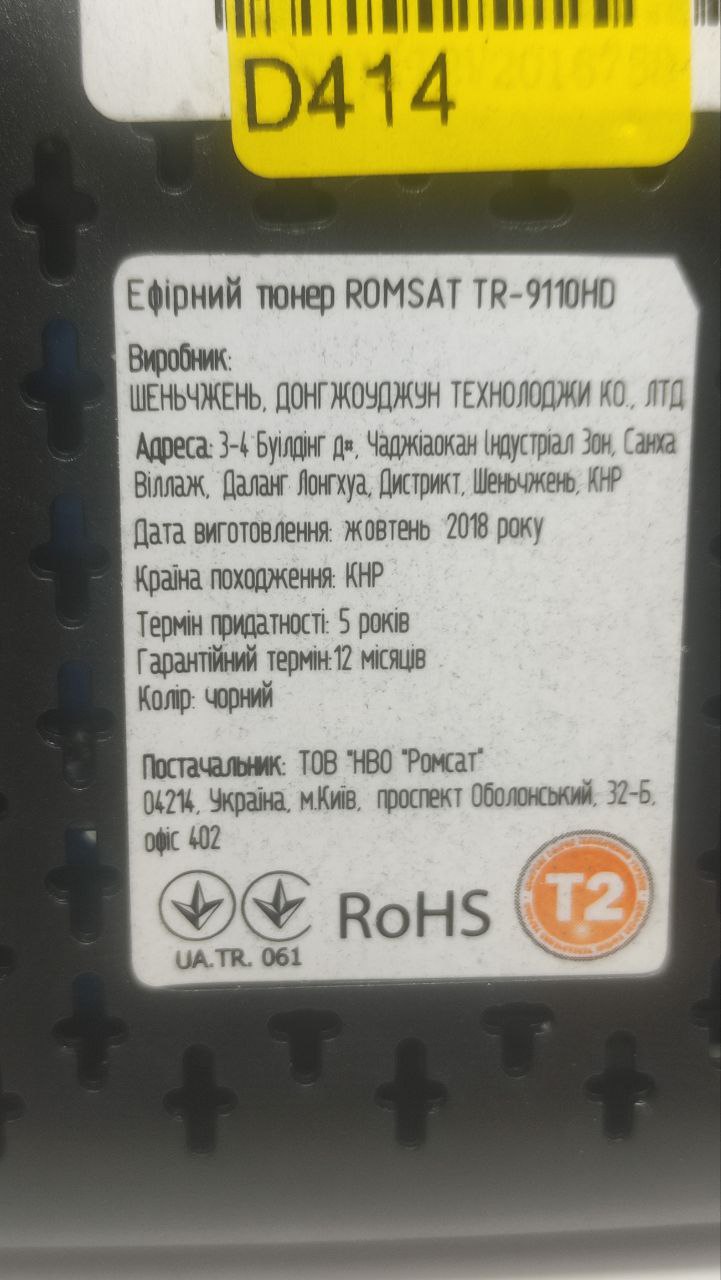 D414
Ефірний тюнер ROMSAT TR-9110HD
Виробник:
ШЕНЬЧЖЕНЬ, ДОНГЖОУДЖУН ТЕХНОЛОДЖИ КО., ЛТД
Адреса: 3-4 Буілдінг д¤, Чаджіаокан Індустріал Зон, Санха
Віллаж, Даланг Лонгхуа, Дистрикт, Шеньчжень, КНР
Дата виготовлення: жовтень 2018 року
Країна походження: КНР
Термін придатності: 5 років
Гарантійний термін:12 місяців
Колір: чорний
Постачальник: ТОВ "НВО "Ромсат"
04214, Україна, м.Київ, проспект Оболонський, 32-Б,
офіс 402
RoHS
T2
UA.TR. 061